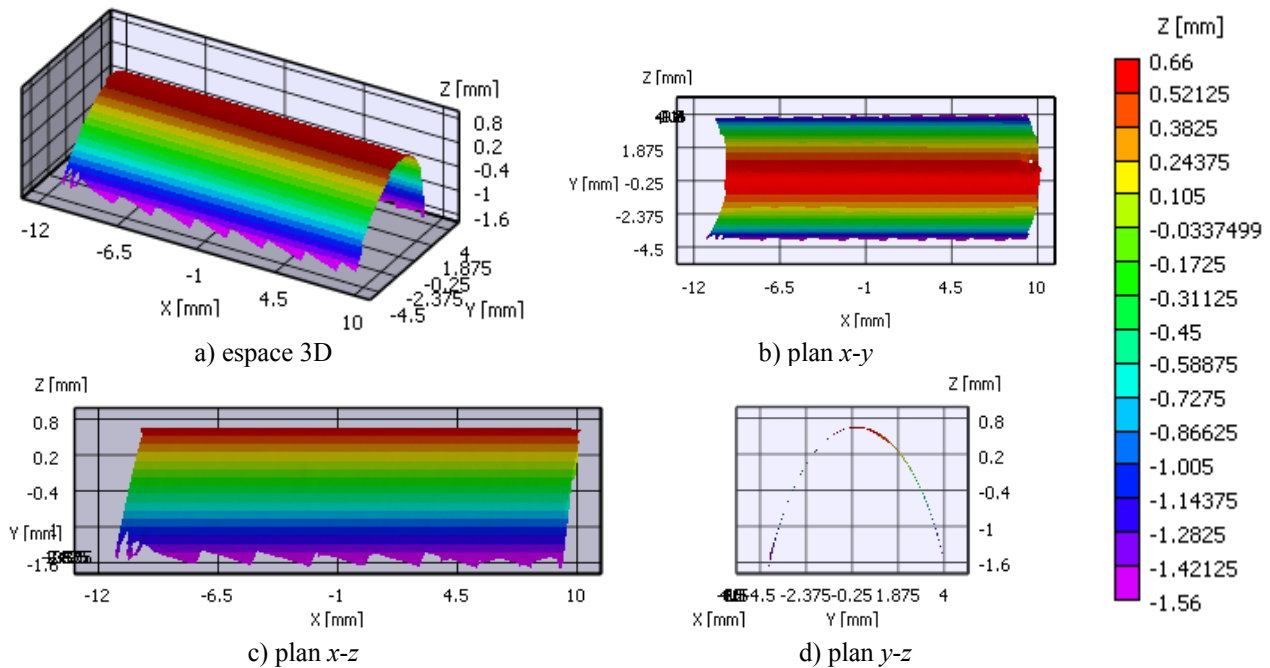 Z [mm]
0.8
0.2
-0.4
-1
-1.6
-12
-6.5
-1
4.5
10
X [mm]
4
1.875
-0.25
-2.375
-4.5
Y [mm]
a) espace 3D
Z [mm]
1.875
Y [mm] -0.25
-2.375
-4.5
-12 -6.5 -1 4.5 10
X [mm]
b) plan x-y
Z [mm]
0.8
0.2
-0.4
Y [mm]
-1.6
-12 -6.5 -1 4.5 10
X [mm]
c) plan x-z
Z [mm]
0.8
0.2
-0.4
-1
-1.6
-4.5 -2.375 -0.25 1.875 4
X [mm] Y [mm]
d) plan y-z
Z [mm]
0.66
0.52125
0.3825
0.24375
0.105
-0.0337499
-0.1725
-0.31125
-0.45
-0.58875
-0.7275
-0.86625
-1.005
-1.14375
-1.2825
-1.42125
-1.56